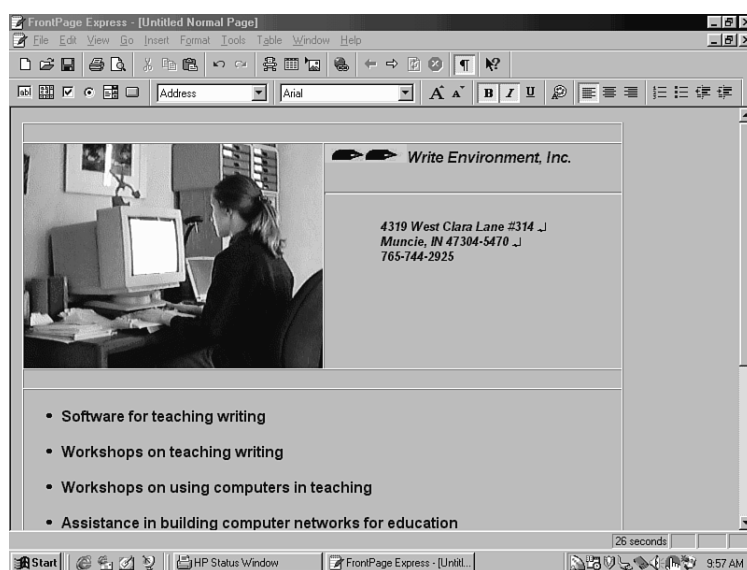 FrontPage Express - [Untitled Normal Page]
File Edit View Go Insert Format Tools Table Window Help
Address Arial A A B I U
Write Environment, Inc.
4319 West Clara Lane #314
Muncie, IN 47304-5470
765-744-2925
• Software for teaching writing
• Workshops on teaching writing
• Workshops on using computers in teaching
• Assistance in building computer networks for education
26 seconds
Start HP Status Window FrontPage Express - [Untitl... 9:57 AM